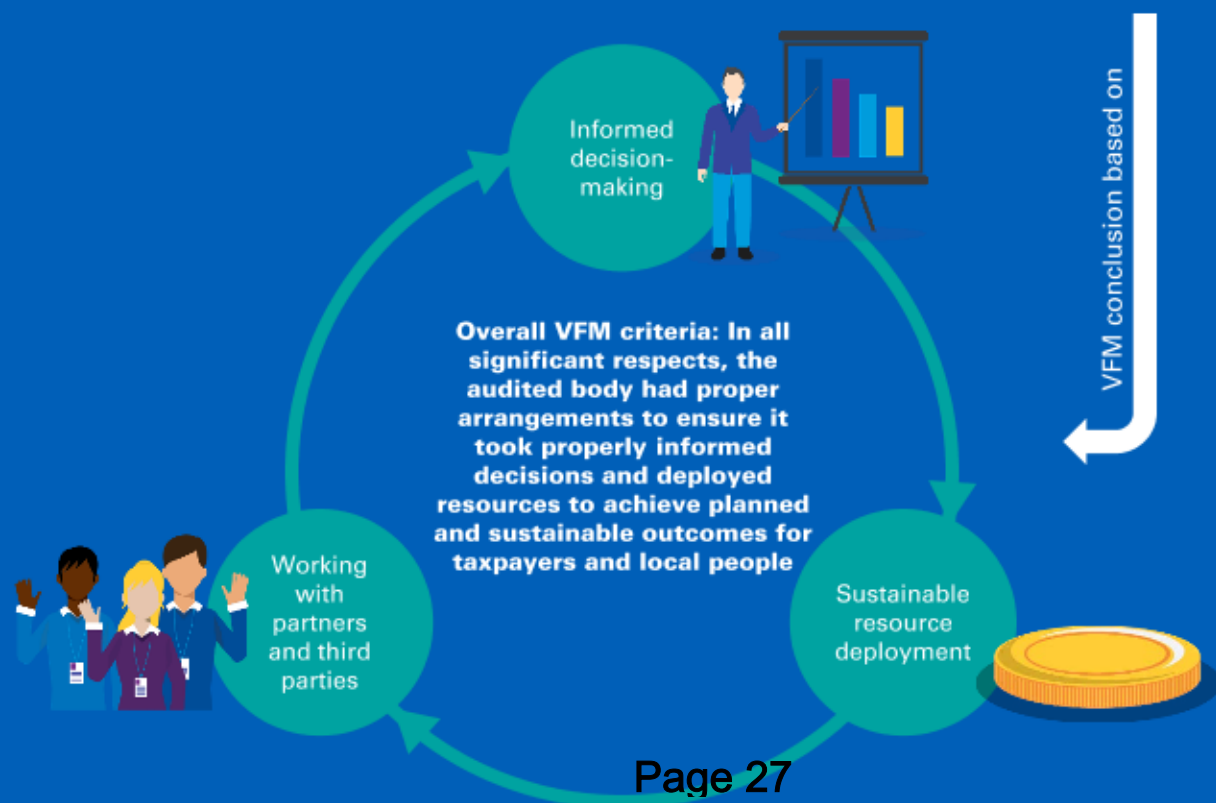 Informed
decision-
making
VFM conclusion based on
Overall VFM criteria: In all
significant respects, the
audited body had proper
arrangements to ensure it
took properly informed
decisions and deployed
resources to achieve planned
and sustainable outcomes for
taxpayers and local people
Working
with
partners
and third
parties
Sustainable
resource
deployment
Page 27